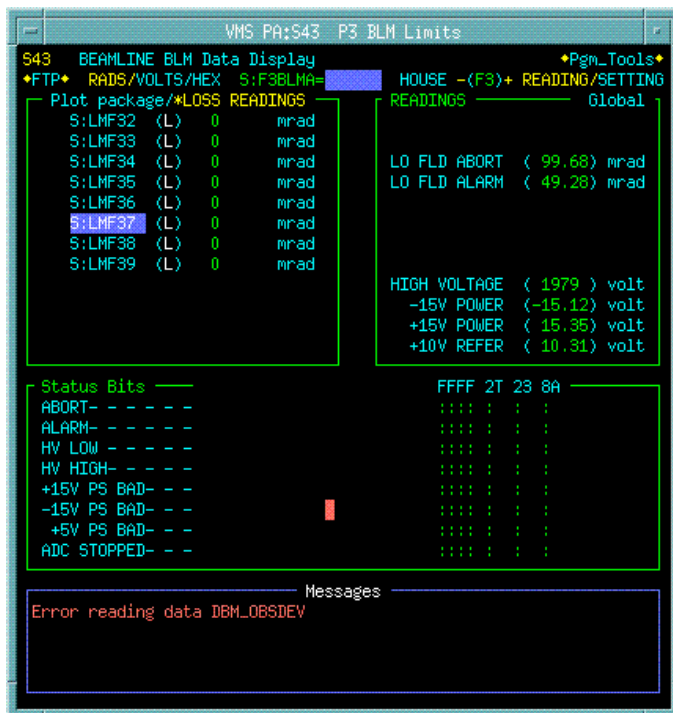 VMS PA:S43 P3 BLM Limits
S43 BEAMLINE BLM Data Display ◆Pgm_Tools◆
◆FTP◆ RADS/VOLTS/HEX S:F3BLMA= HOUSE -(F3)+ READING/SETTING
Plot package/*LOSS READINGS
S:LMF32 (L) 0 mrad
S:LMF33 (L) 0 mrad
S:LMF34 (L) 0 mrad
S:LMF35 (L) 0 mrad
S:LMF36 (L) 0 mrad
S:LMF37 (L) 0 mrad
S:LMF38 (L) 0 mrad
S:LMF39 (L) 0 mrad
READINGS Global
LO FLD ABORT ( 99.68) mrad
LO FLD ALARM ( 49.28) mrad
HIGH VOLTAGE ( 1979 ) volt
-15V POWER (-15.12) volt
+15V POWER ( 15.35) volt
+10V REFER ( 10.31) volt
Status Bits FFFF 2T 23 8A
ABORT- - - - - - :::: : : :
ALARM- - - - - - :::: : : :
HV LOW - - - - - :::: : : :
HV HIGH- - - - - :::: : : :
+15V PS BAD- - - :::: : : :
-15V PS BAD- - - :::: : : :
+5V PS BAD- - - :::: : : :
ADC STOPPED- - - :::: : : :
Messages
Error reading data DBM_OBSDEV